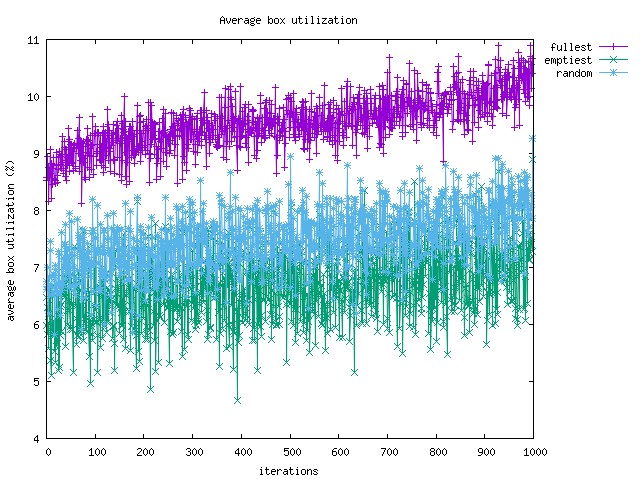 Average box utilization
fullest
emptiest
random
average box utilization (%)
11
10
9
8
7
6
5
4
0 100 200 300 400 500 600 700 800 900 1000
iterations